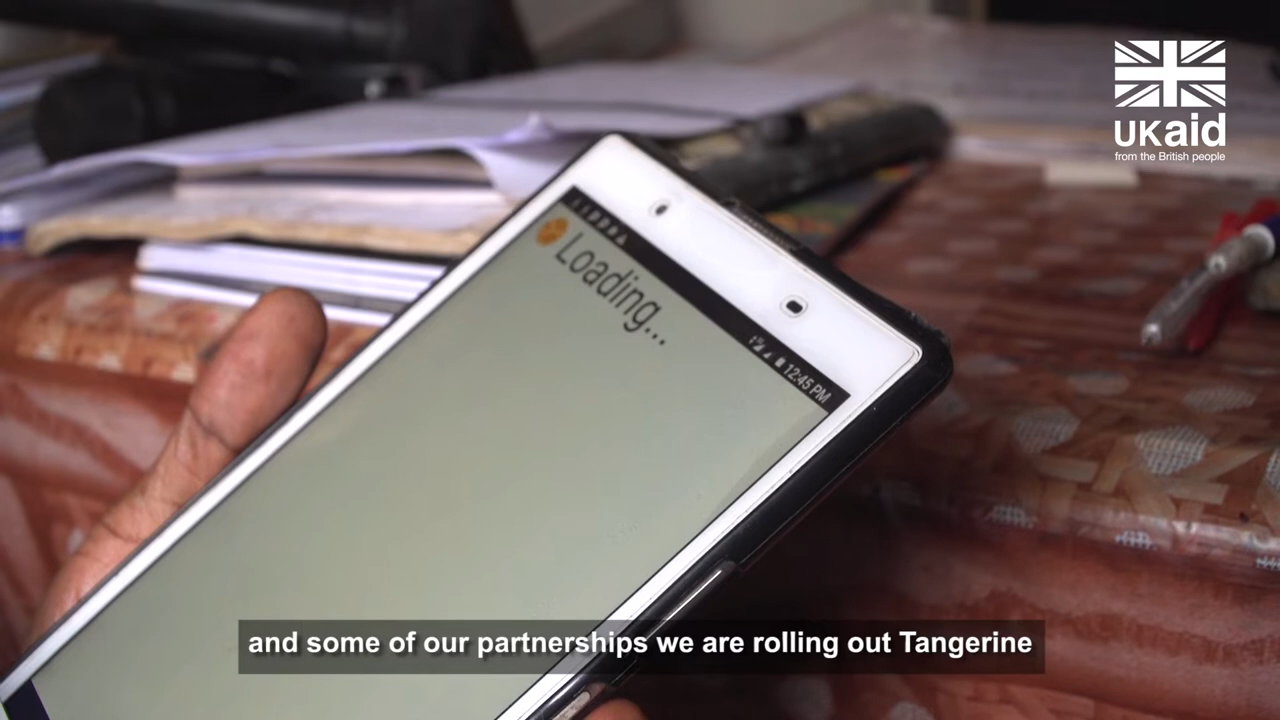 UKaid
from the British people
Loading...
12:45 PM
and some of our partnerships we are rolling out Tangerine